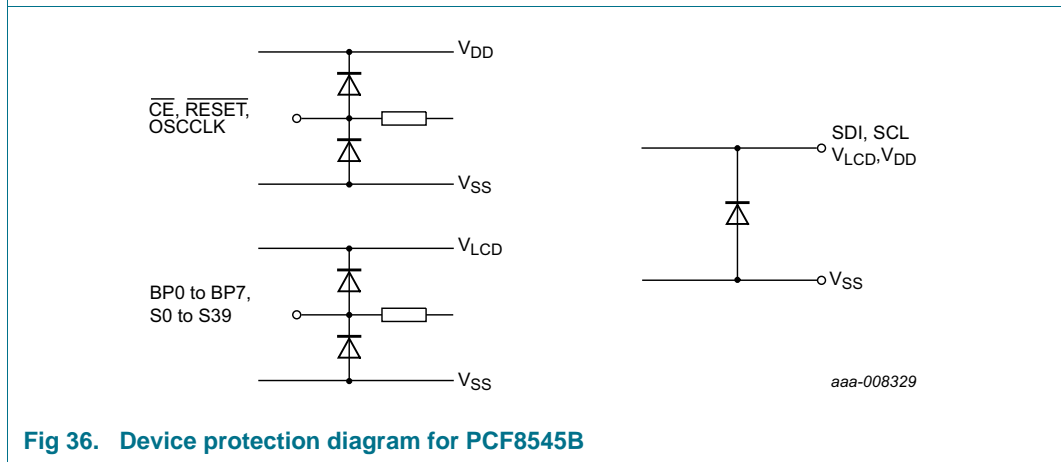 VDD
CE, RESET,
OSCCLK
VSS
VLCD
BP0 to BP7,
S0 to S39
VSS
SDI, SCL
VLCD,VDD
VSS
aaa-008329
Fig 36. Device protection diagram for PCF8545B